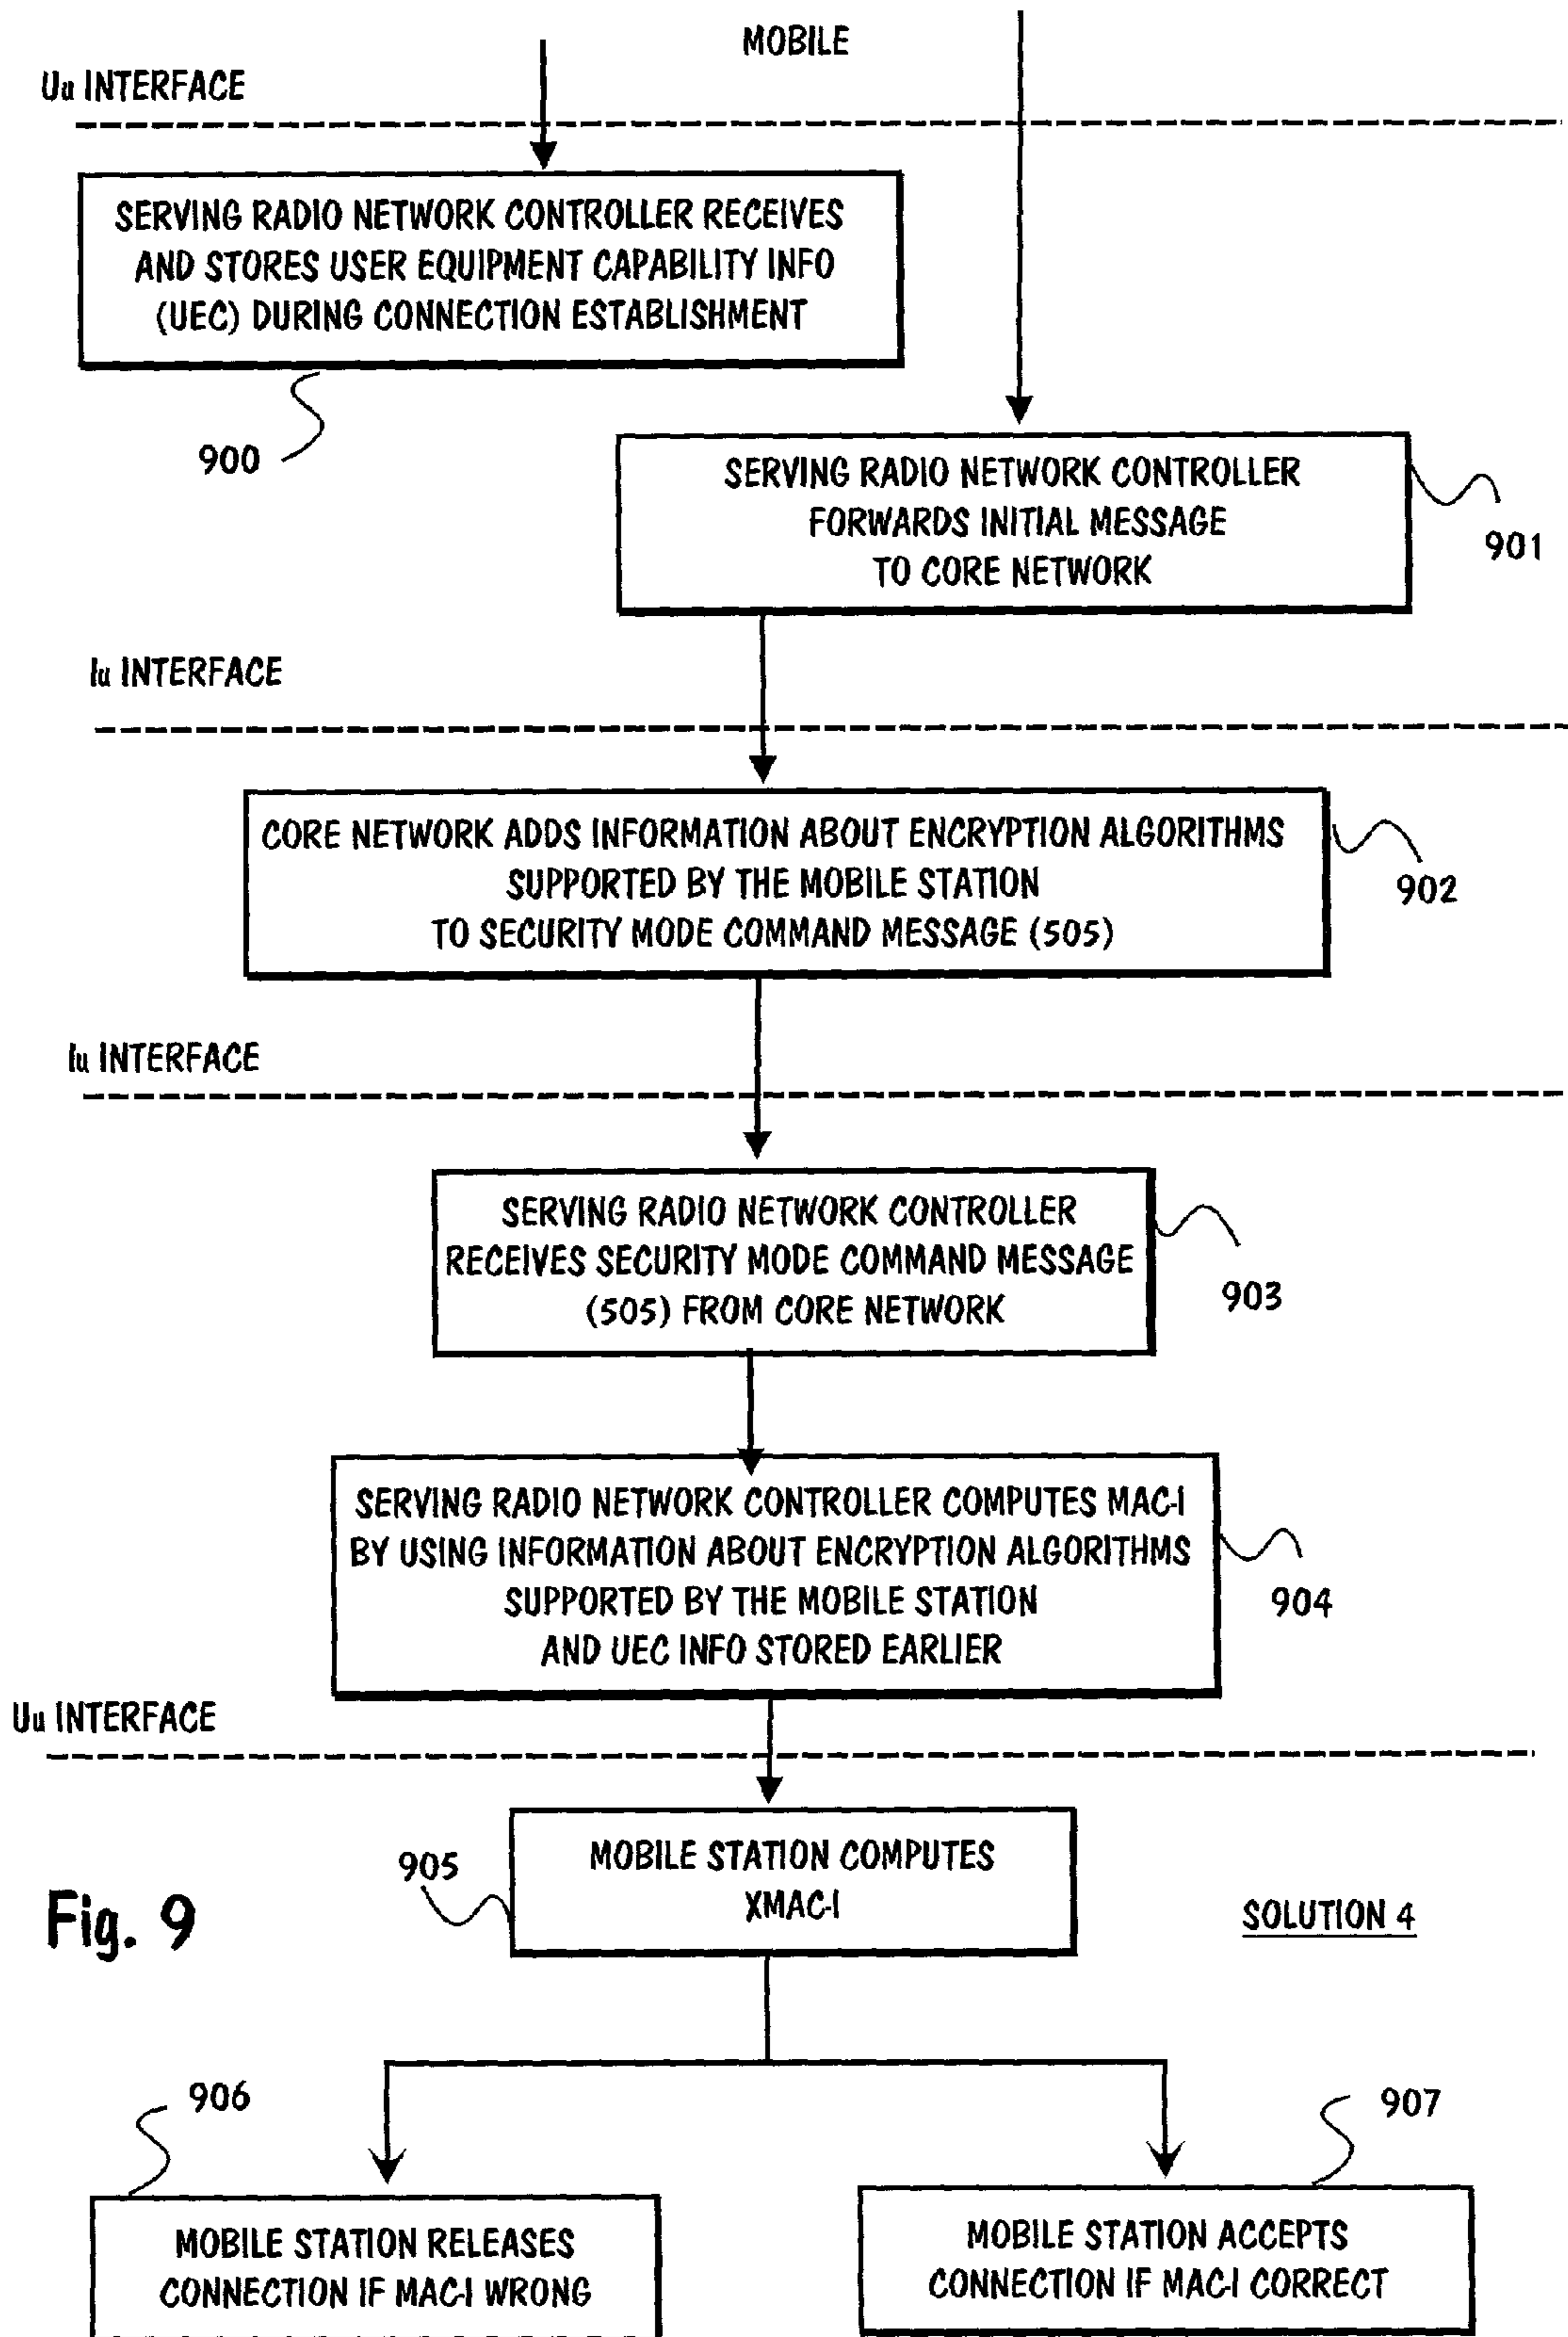 MOBILE
Uu INTERFACE
SERVING RADIO NETWORK CONTROLLER RECEIVES
AND STORES USER EQUIPMENT CAPABILITY INFO
(UEC) DURING CONNECTION ESTABLISHMENT
900
SERVING RADIO NETWORK CONTROLLER
FORWARDS INITIAL MESSAGE
TO CORE NETWORK
901
Iu INTERFACE
CORE NETWORK ADDS INFORMATION ABOUT ENCRYPTION ALGORITHMS
SUPPORTED BY THE MOBILE STATION
TO SECURITY MODE COMMAND MESSAGE (505)
902
Iu INTERFACE
SERVING RADIO NETWORK CONTROLLER
RECEIVES SECURITY MODE COMMAND MESSAGE
(505) FROM CORE NETWORK
903
SERVING RADIO NETWORK CONTROLLER COMPUTES MAC-I
BY USING INFORMATION ABOUT ENCRYPTION ALGORITHMS
SUPPORTED BY THE MOBILE STATION
AND UEC INFO STORED EARLIER
904
Uu INTERFACE
MOBILE STATION COMPUTES
XMAC-I
905
Fig. 9
SOLUTION 4
906
907
MOBILE STATION RELEASES
CONNECTION IF MAC-I WRONG
MOBILE STATION ACCEPTS
CONNECTION IF MAC-I CORRECT